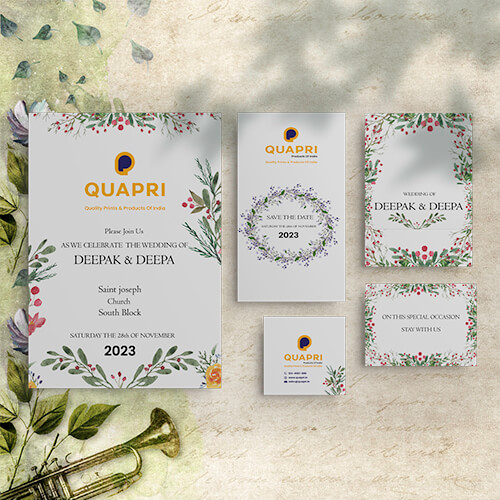 QUAPRI
Quality Prints & Products Of India
Please Join Us
AS WE CELEBRATE THE WEDDING OF
DEEPAK & DEEPA
Saint joseph
Church
South Block
SATURDAY THE 28th OF NOVEMBER
2023
QUAPRI
Products Of India
SAVE THE DATE
2023
WEDDING OF
DEEPAK & DEEPA
ON THIS SPECIAL OCCASION
STAY WITH US
QUAPRI